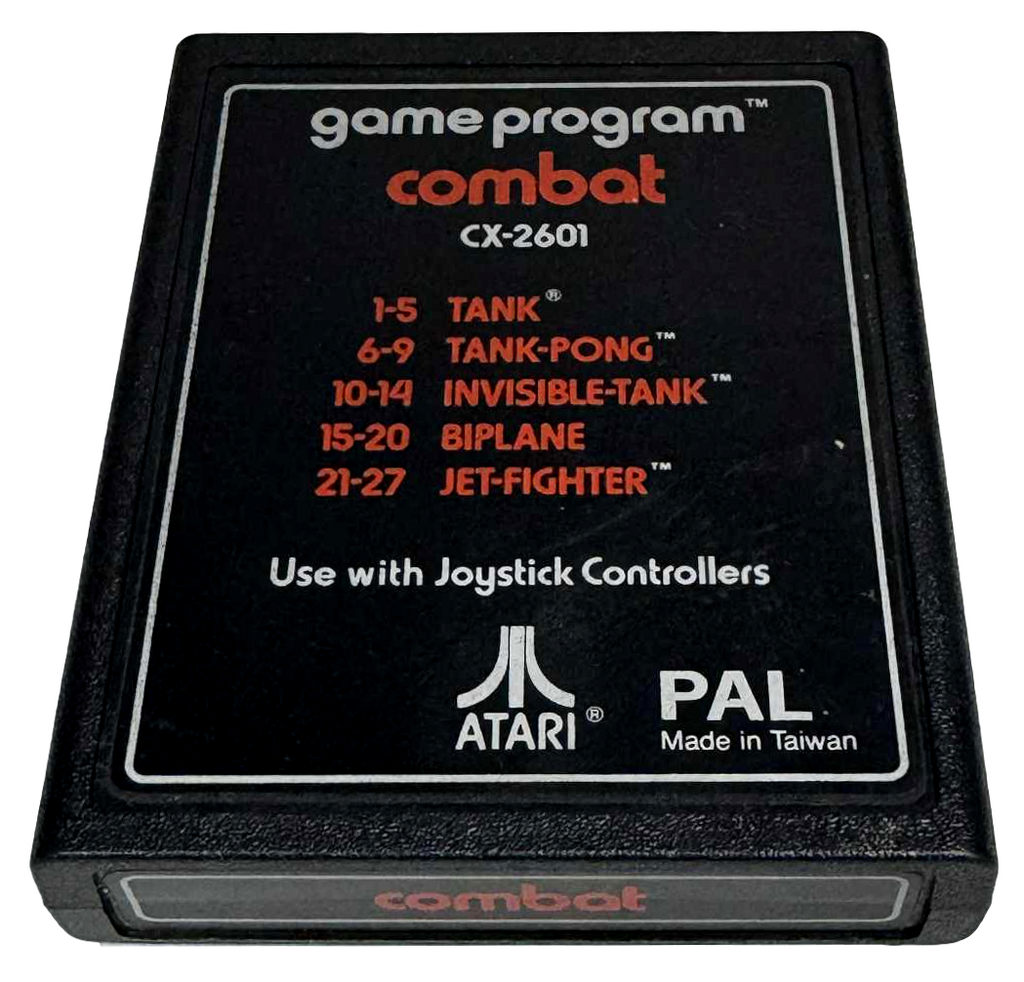 game program™
combat
CX-2601
1-5 TANK®
6-9 TANK-PONG™
10-14 INVISIBLE-TANK™
15-20 BIPLANE
21-27 JET-FIGHTER™
Use with Joystick Controllers
ATARI®
PAL
Made in Taiwan
combat